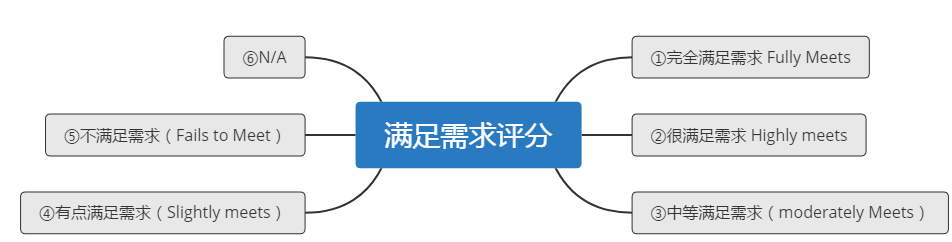 满足需求评分
①完全满足需求 Fully Meets
②很满足需求 Highly meets
③中等满足需求（moderately Meets）
④有点满足需求（Slightly meets）
⑤不满足需求（Fails to Meet）
⑥N/A